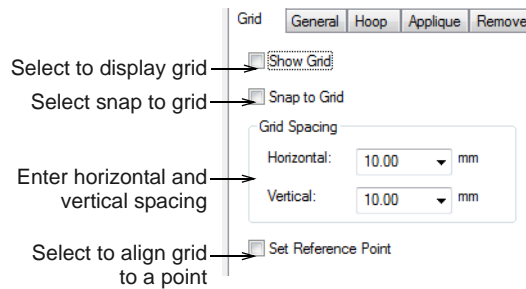 Grid General Hoop Applique Remove
Select to display grid Show Grid
Select snap to grid Snap to Grid
Grid Spacing
Horizontal: 10.00 mm
Enter horizontal and
vertical spacing
Vertical: 10.00 mm
Select to align grid
to a point
Set Reference Point